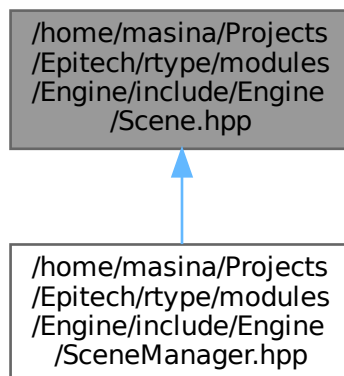 /home/masina/Projects
/Epitech/rtype/modules
/Engine/include/Engine
/Scene.hpp
/home/masina/Projects
/Epitech/rtype/modules
/Engine/include/Engine
/SceneManager.hpp